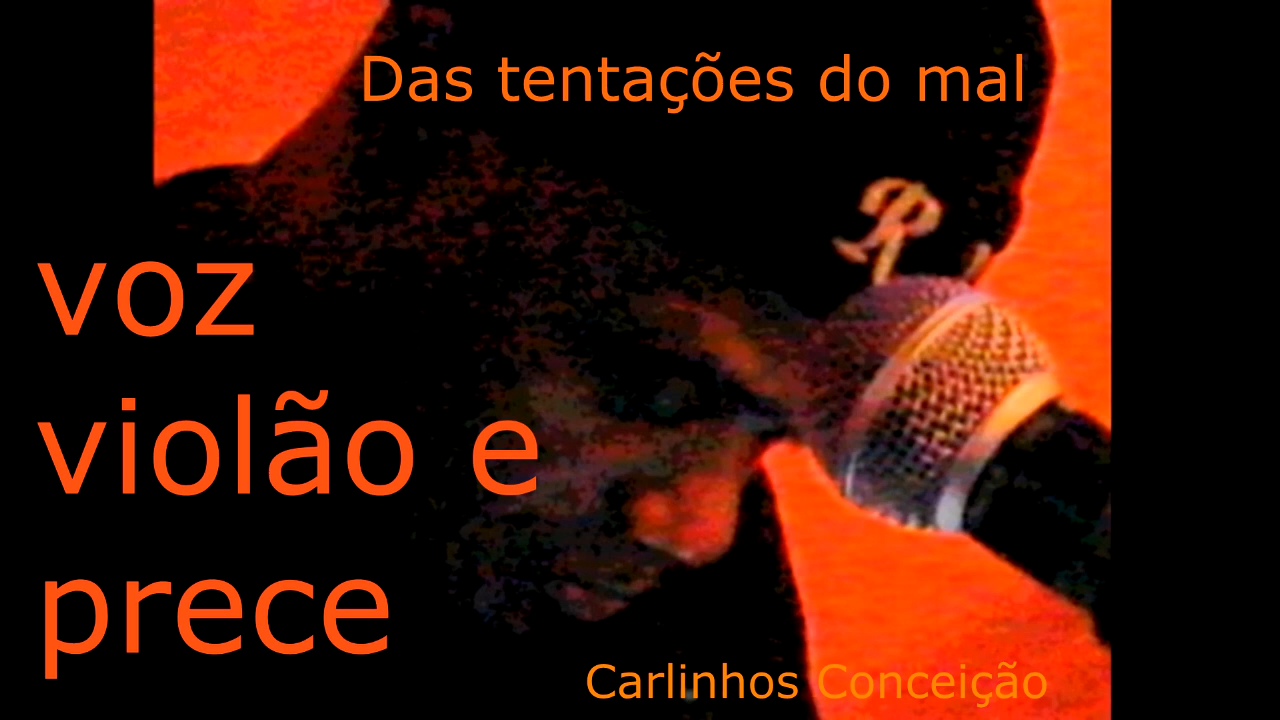 Das tentações do mal
voz
violão e
prece
Carlinhos Conceição